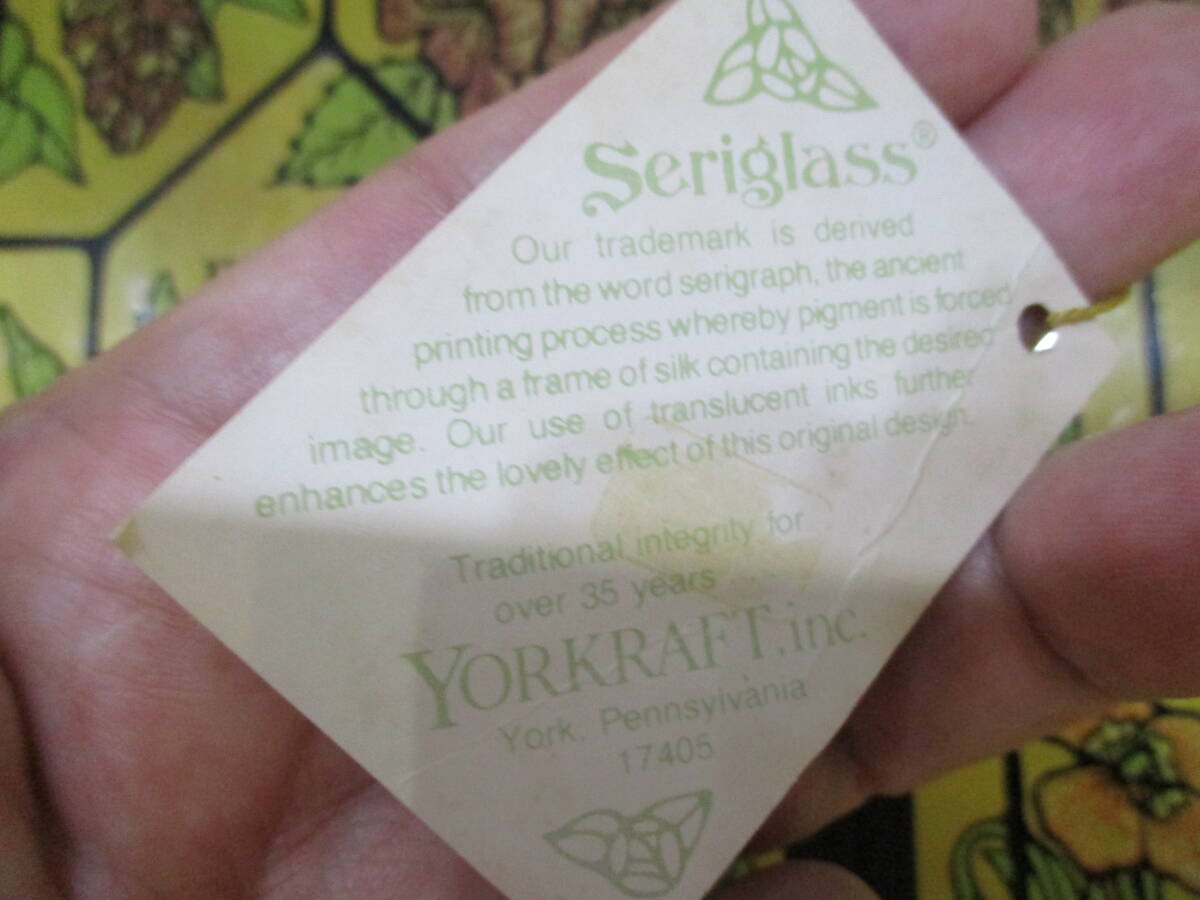 Seriglass®
Our trademark is derived
from the word serigraph, the ancient
printing process whereby pigment is forced
through a frame of silk containing the desired
image. Our use of translucent inks further
enhances the lovely effect of this original design.
Traditional integrity for
over 35 years
YORKRAFT, inc.
York, Pennsylvania
17405